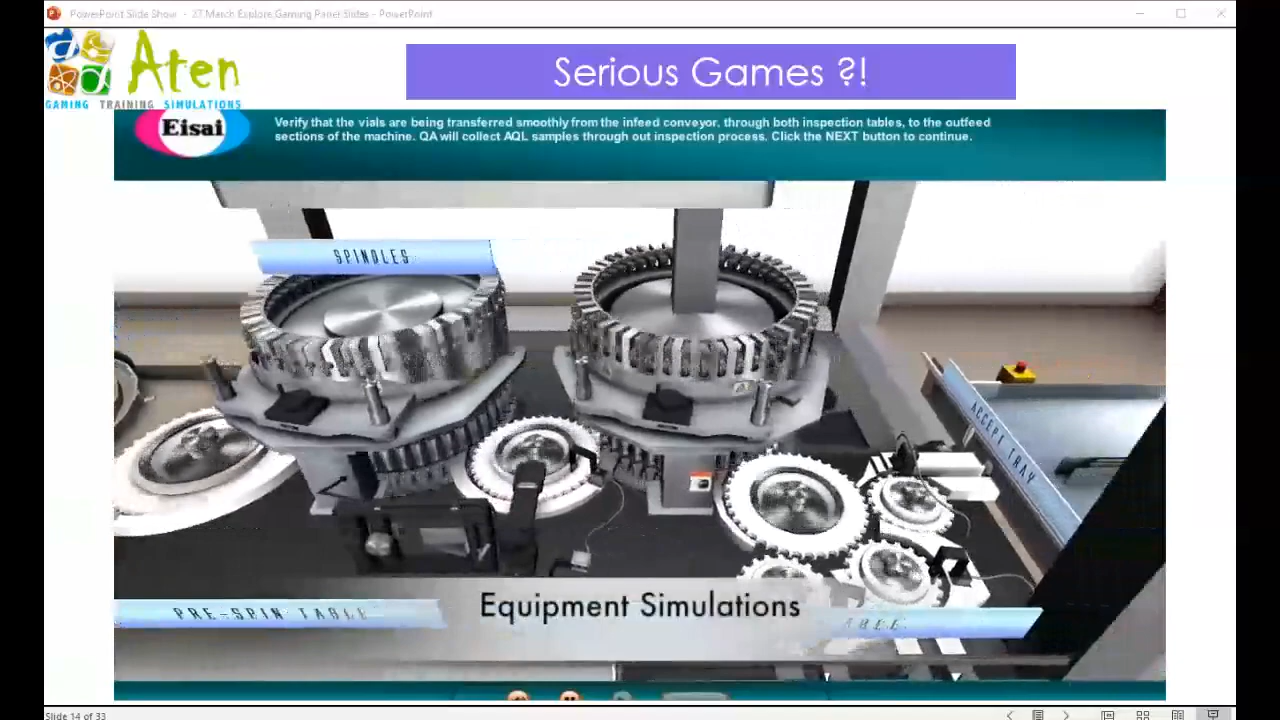 PowerPoint Slide Show - 27 March Explore Gaming Panel Slides - PowerPoint
Aten
GAMING TRAINING SIMULATIONS
Serious Games ?!
Eisai
Verify that the vials are being transferred smoothly from the infeed conveyor, through both inspection tables, to the outfeed
sections of the machine. QA will collect AQL samples through out inspection process. Click the NEXT button to continue.
SPINDLES
ACCEPT TRAY
PRE-SPIN TABLE
Equipment Simulations
Slide 14 of 33